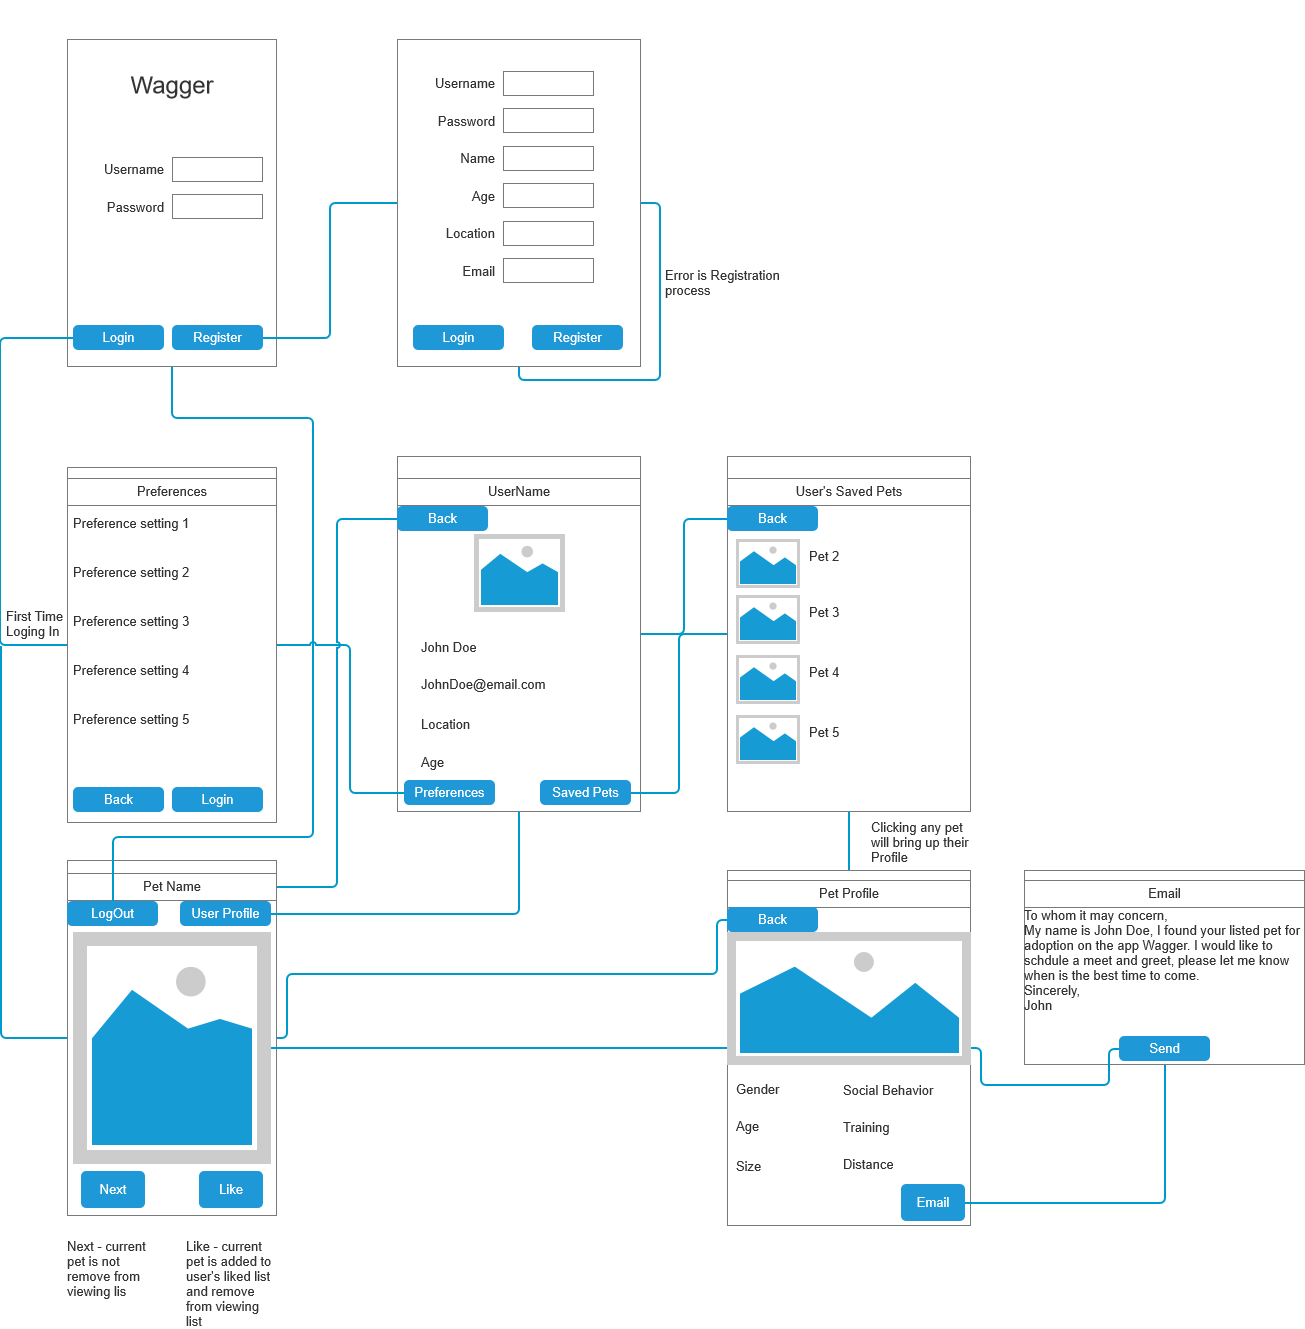 Wagger
Username
Password
Login
Register
Username
Password
Name
Age
Location
Email
Login
Register
Error is Registration
process
Preferences
Preference setting 1
Preference setting 2
Preference setting 3
Preference setting 4
Preference setting 5
Back
Login
First Time
Loging In
UserName
Back
John Doe
JohnDoe@email.com
Location
Age
Preferences
Saved Pets
User's Saved Pets
Back
Pet 2
Pet 3
Pet 4
Pet 5
Clicking any pet
will bring up their
Profile
Pet Name
LogOut
User Profile
Next
Like
Next - current
pet is not
remove from
viewing lis
Like - current
pet is added to
user's liked list
and remove
from viewing
list
Pet Profile
Back
Gender
Social Behavior
Age
Training
Size
Distance
Email
Email
To whom it may concern,
My name is John Doe, I found your listed pet for
adoption on the app Wagger. I would like to
schdule a meet and greet, please let me know
when is the best time to come.
Sincerely,
John
Send